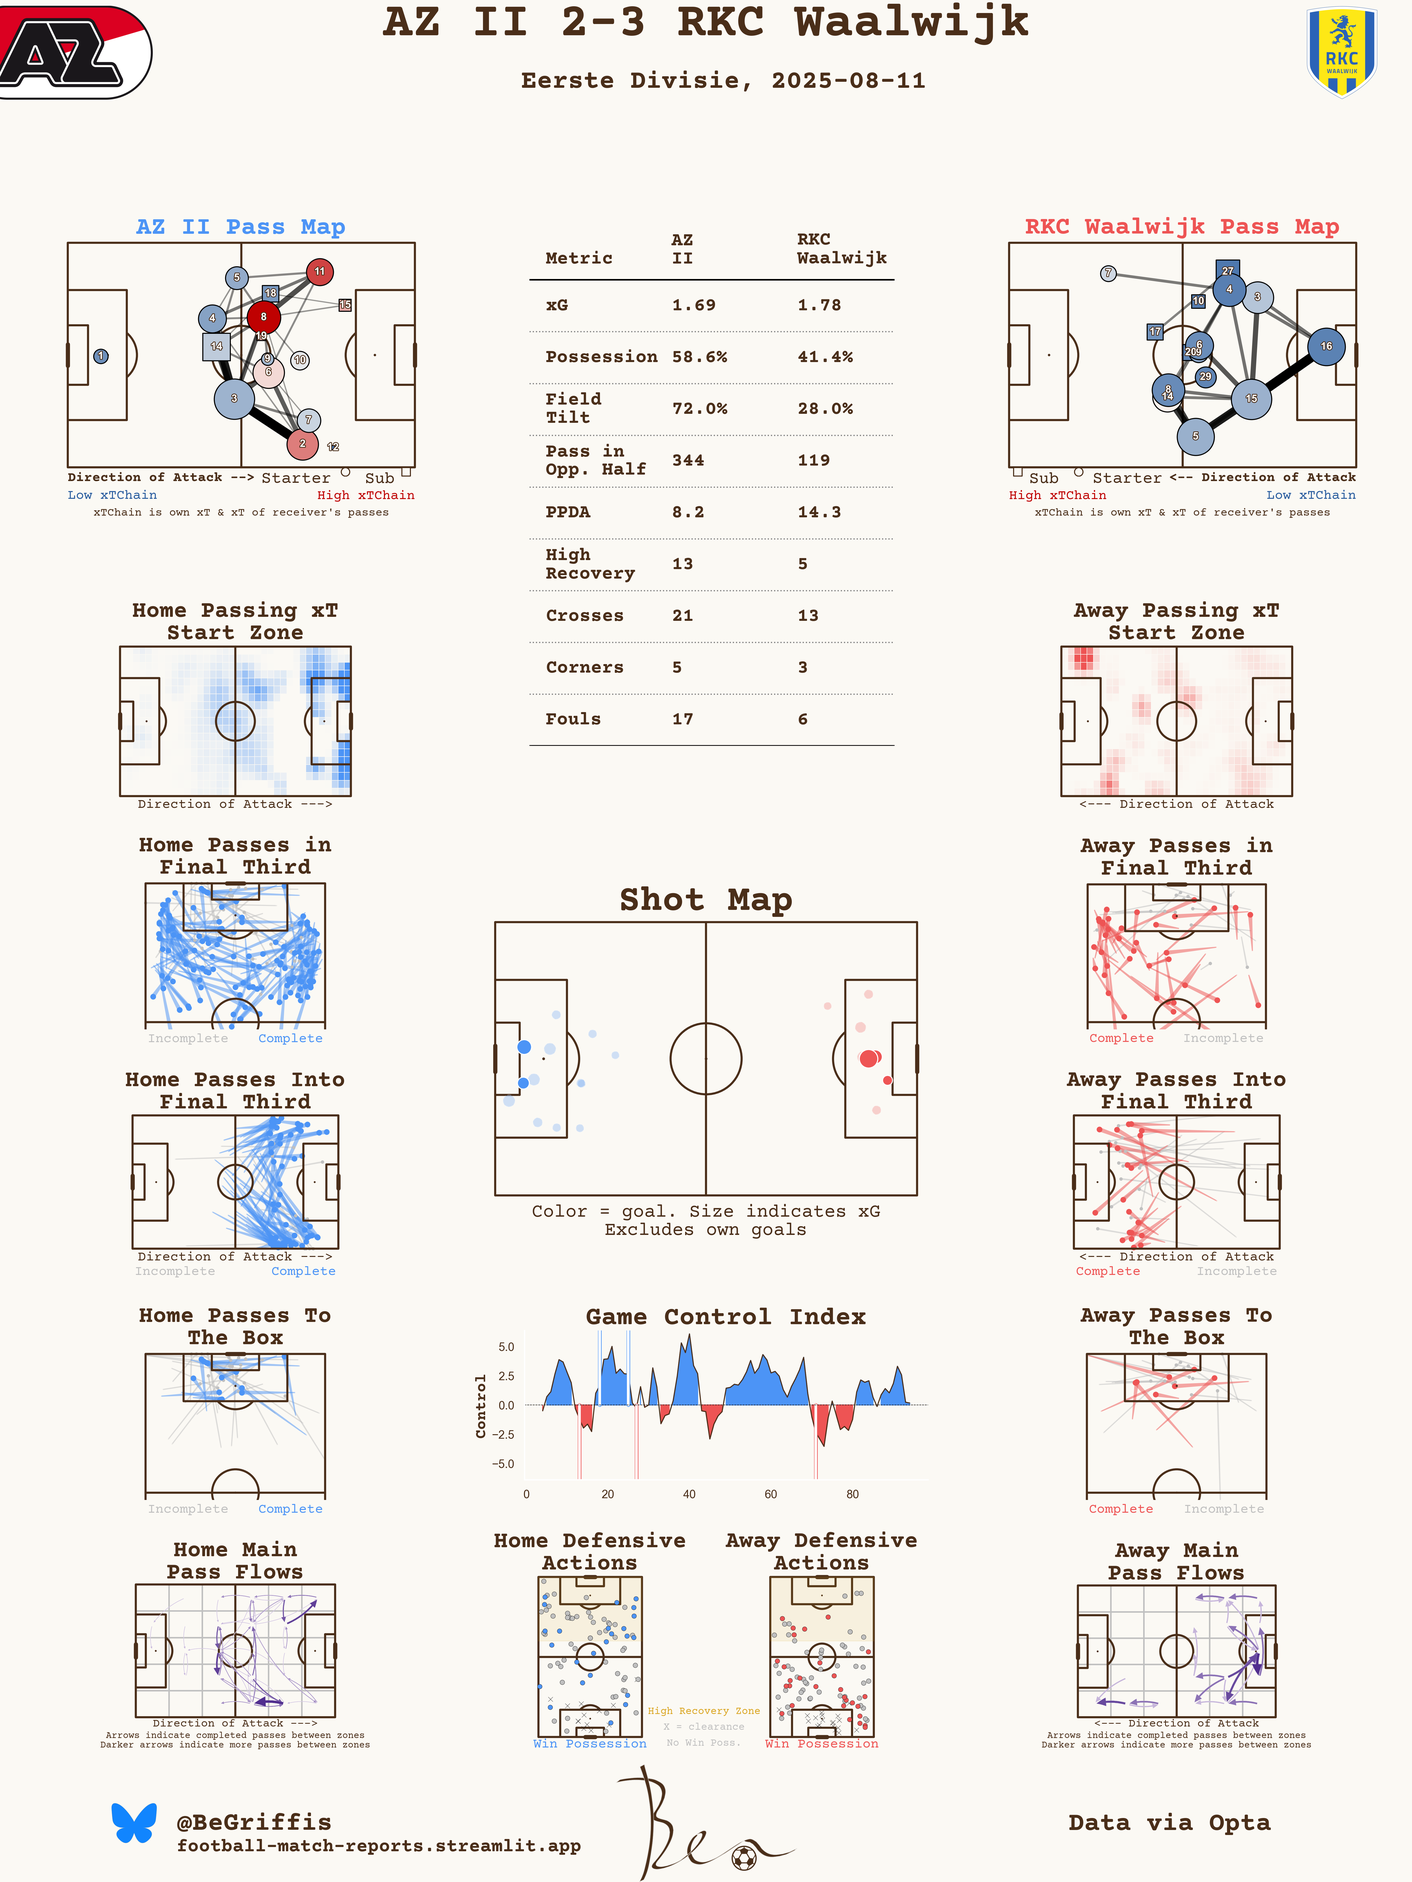 AZ II 2-3 RKC Waalwijk
Eerste Divisie, 2025-08-11
AZ
RKC
WAALWIJK
AZ II Pass Map
5
11
18
15
4
8
19
14
1
9
10
6
3
7
2
12
Direction of Attack --> Starter Sub
Low xTChain High xTChain
xTChain is own xT & xT of receiver's passes
Metric AZ II RKC Waalwijk
xG 1.69 1.78
Possession 58.6% 41.4%
Field Tilt 72.0% 28.0%
Pass in Opp. Half 344 119
PPDA 8.2 14.3
High Recovery 13 5
Crosses 21 13
Corners 5 3
Fouls 17 6
RKC Waalwijk Pass Map
7
27
4
3
10
17
6
209
16
29
8
14
15
5
Sub Starter <-- Direction of Attack
High xTChain Low xTChain
xTChain is own xT & xT of receiver's passes
Home Passing xT
Start Zone
Direction of Attack --->
Away Passing xT
Start Zone
<--- Direction of Attack
Home Passes in
Final Third
Incomplete Complete
Away Passes in
Final Third
Complete Incomplete
Shot Map
Color = goal. Size indicates xG
Excludes own goals
Home Passes Into
Final Third
Direction of Attack --->
Incomplete Complete
Away Passes Into
Final Third
<--- Direction of Attack
Complete Incomplete
Home Passes To
The Box
Incomplete Complete
Game Control Index
Control
5.0
2.5
0.0
−2.5
−5.0
0 20 40 60 80
Away Passes To
The Box
Complete Incomplete
Home Main
Pass Flows
Direction of Attack --->
Arrows indicate completed passes between zones
Darker arrows indicate more passes between zones
Home Defensive
Actions
Win Possession
High Recovery Zone
X = clearance
No Win Poss.
Away Defensive
Actions
Win Possession
Away Main
Pass Flows
<--- Direction of Attack
Arrows indicate completed passes between zones
Darker arrows indicate more passes between zones
@BeGriffis
football-match-reports.streamlit.app
Ben
Data via Opta